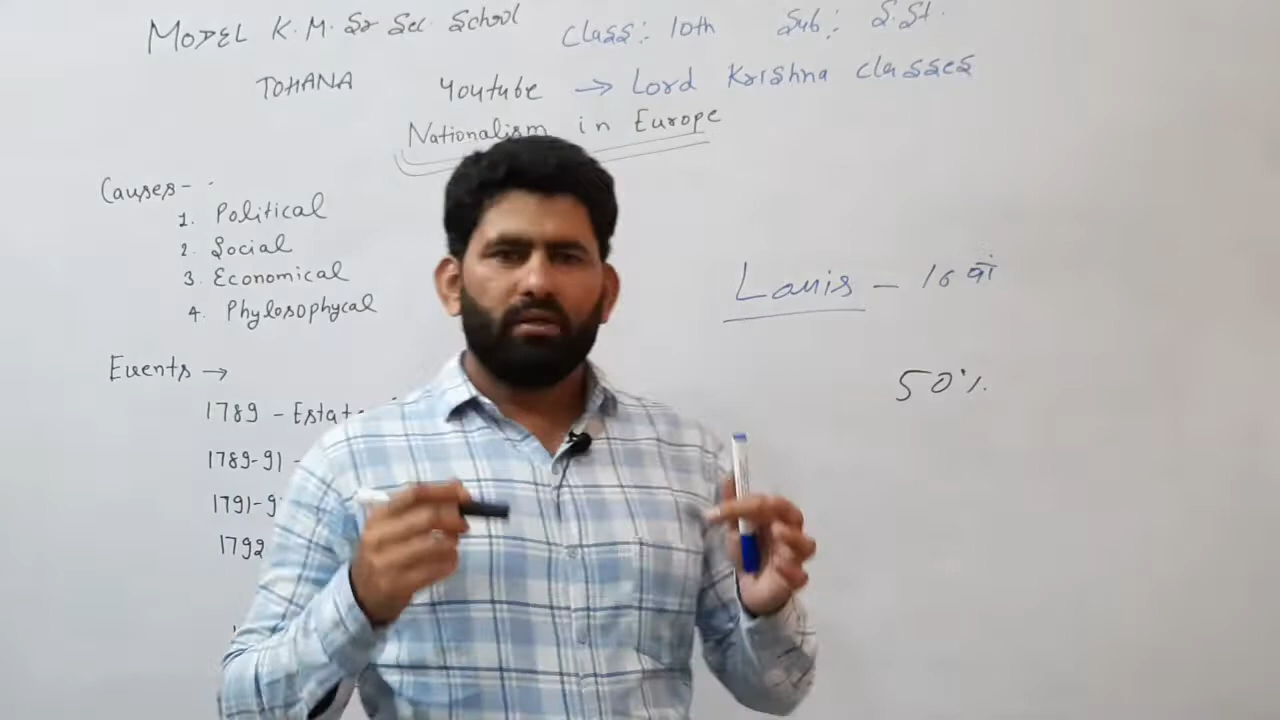 MODEL K.M. Sr Sec School Class: 10th Sub: S.St.
TOHANA Youtube → Lord Krishna Classes
Nationalism in Europe
Causes-
1. Political
2. Social
3. Economical
4. Phylosophycal
Louis - 16 वां
50%
Events →
1789 - Estat
1789-91 -
1791-9
1792